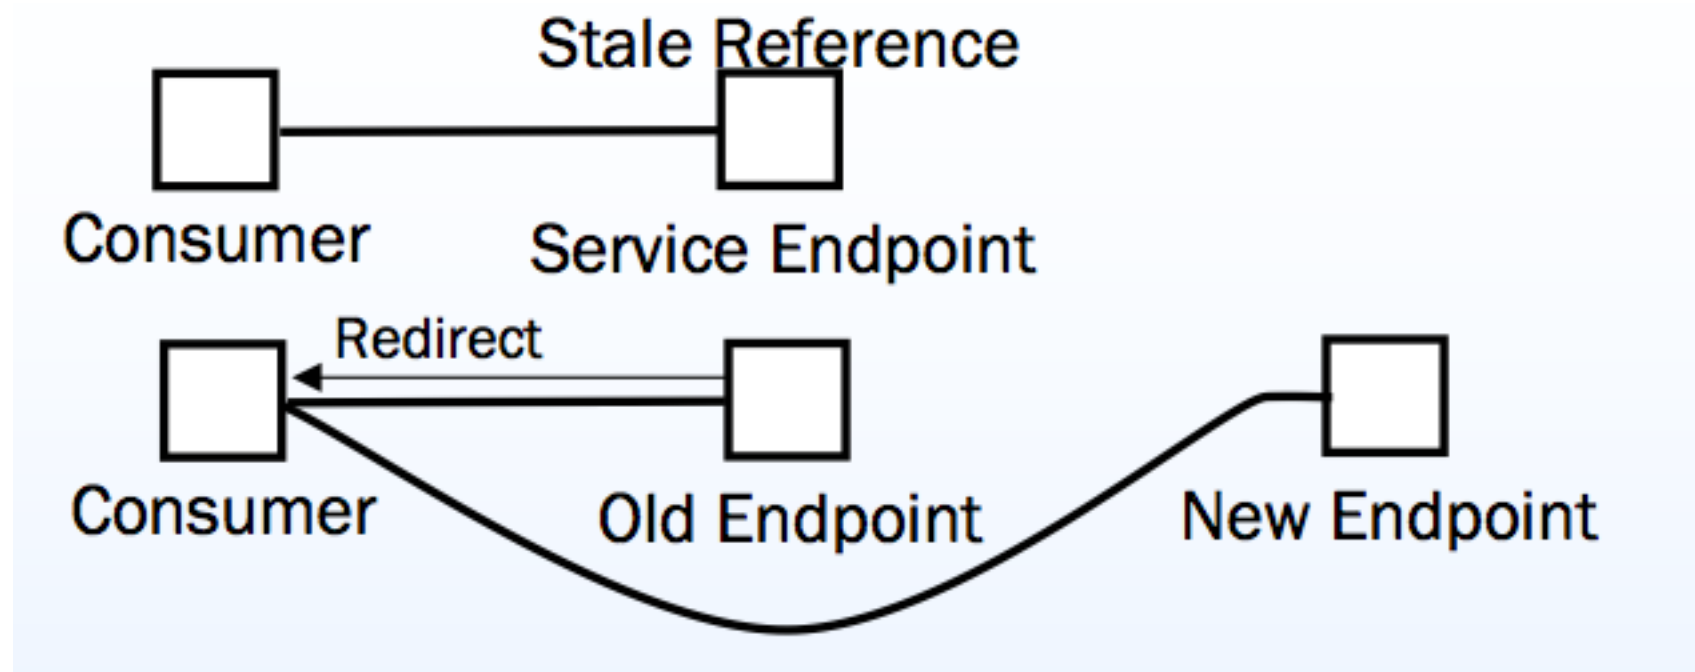 Stale Reference
Consumer
Service Endpoint
Redirect
Consumer
Old Endpoint
New Endpoint